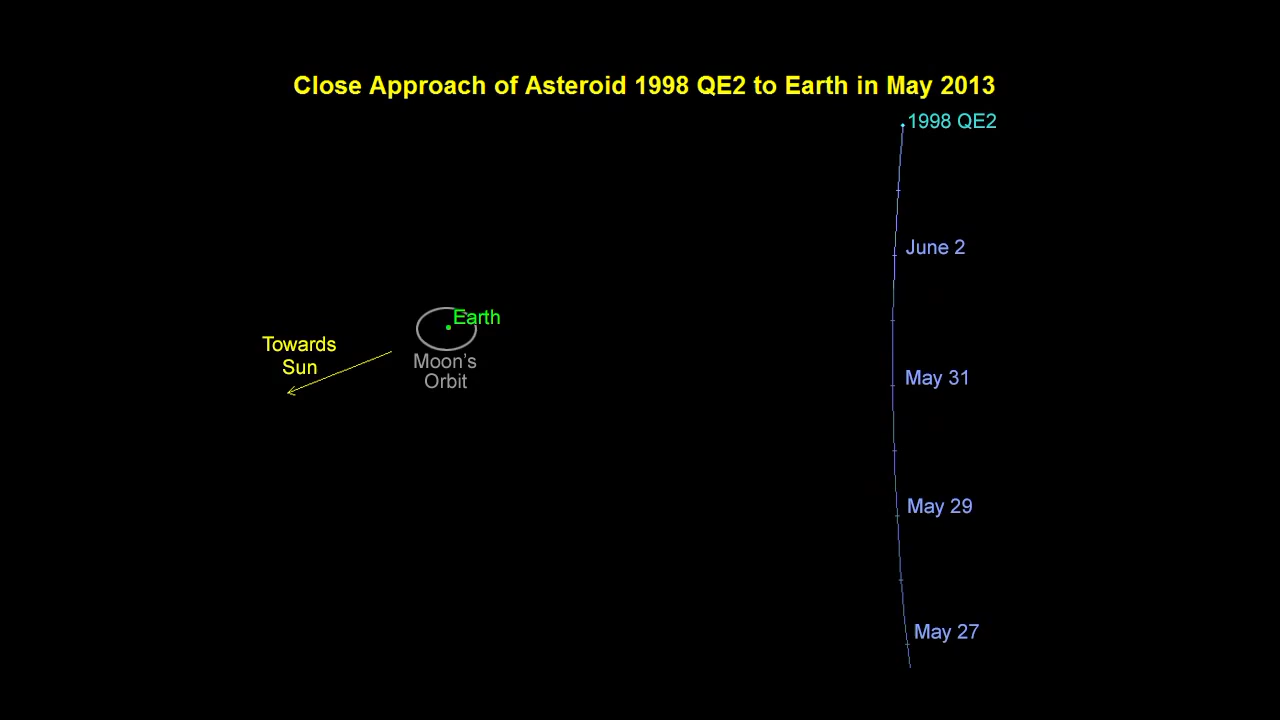 Close Approach of Asteroid 1998 QE2 to Earth in May 2013
1998 QE2
June 2
Earth
Towards
Sun
Moon's
Orbit
May 31
May 29
May 27